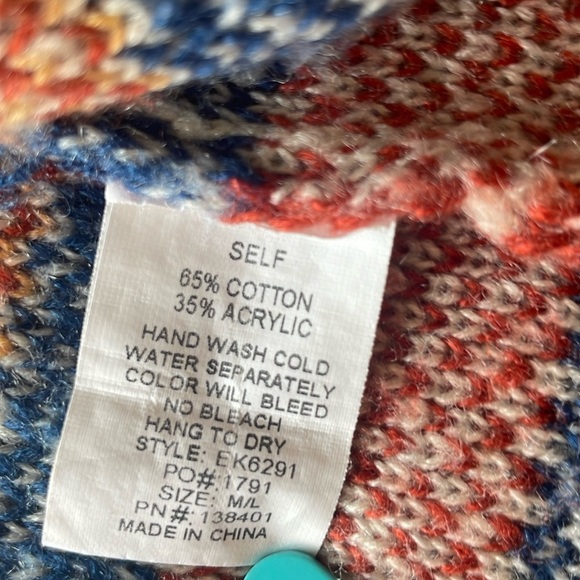 SELF
65% COTTON
35% ACRYLIC
HAND WASH COLD
WATER SEPARATELY
COLOR WILL BLEED
NO BLEACH
HANG TO DRY
STYLE: EK6291
PO#:1791
SIZE: M/L
PN#:138401
MADE IN CHINA